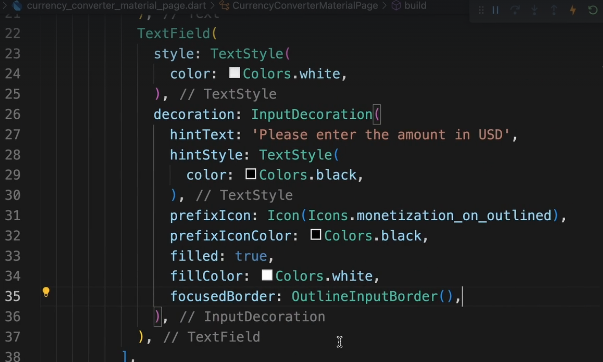 currency_converter_material_page.dart > CurrencyConverterMaterialPage > build
21 ), // Text
22 TextField(
23 style: TextStyle(
24 color: Colors.white,
25 ), // TextStyle
26 decoration: InputDecoration(
27 hintText: 'Please enter the amount in USD',
28 hintStyle: TextStyle(
29 color: Colors.black,
30 ), // TextStyle
31 prefixIcon: Icon(Icons.monetization_on_outlined),
32 prefixIconColor: Colors.black,
33 filled: true,
34 fillColor: Colors.white,
35 focusedBorder: OutlineInputBorder(),
36 ), // InputDecoration
37 ), // TextField
38 ],